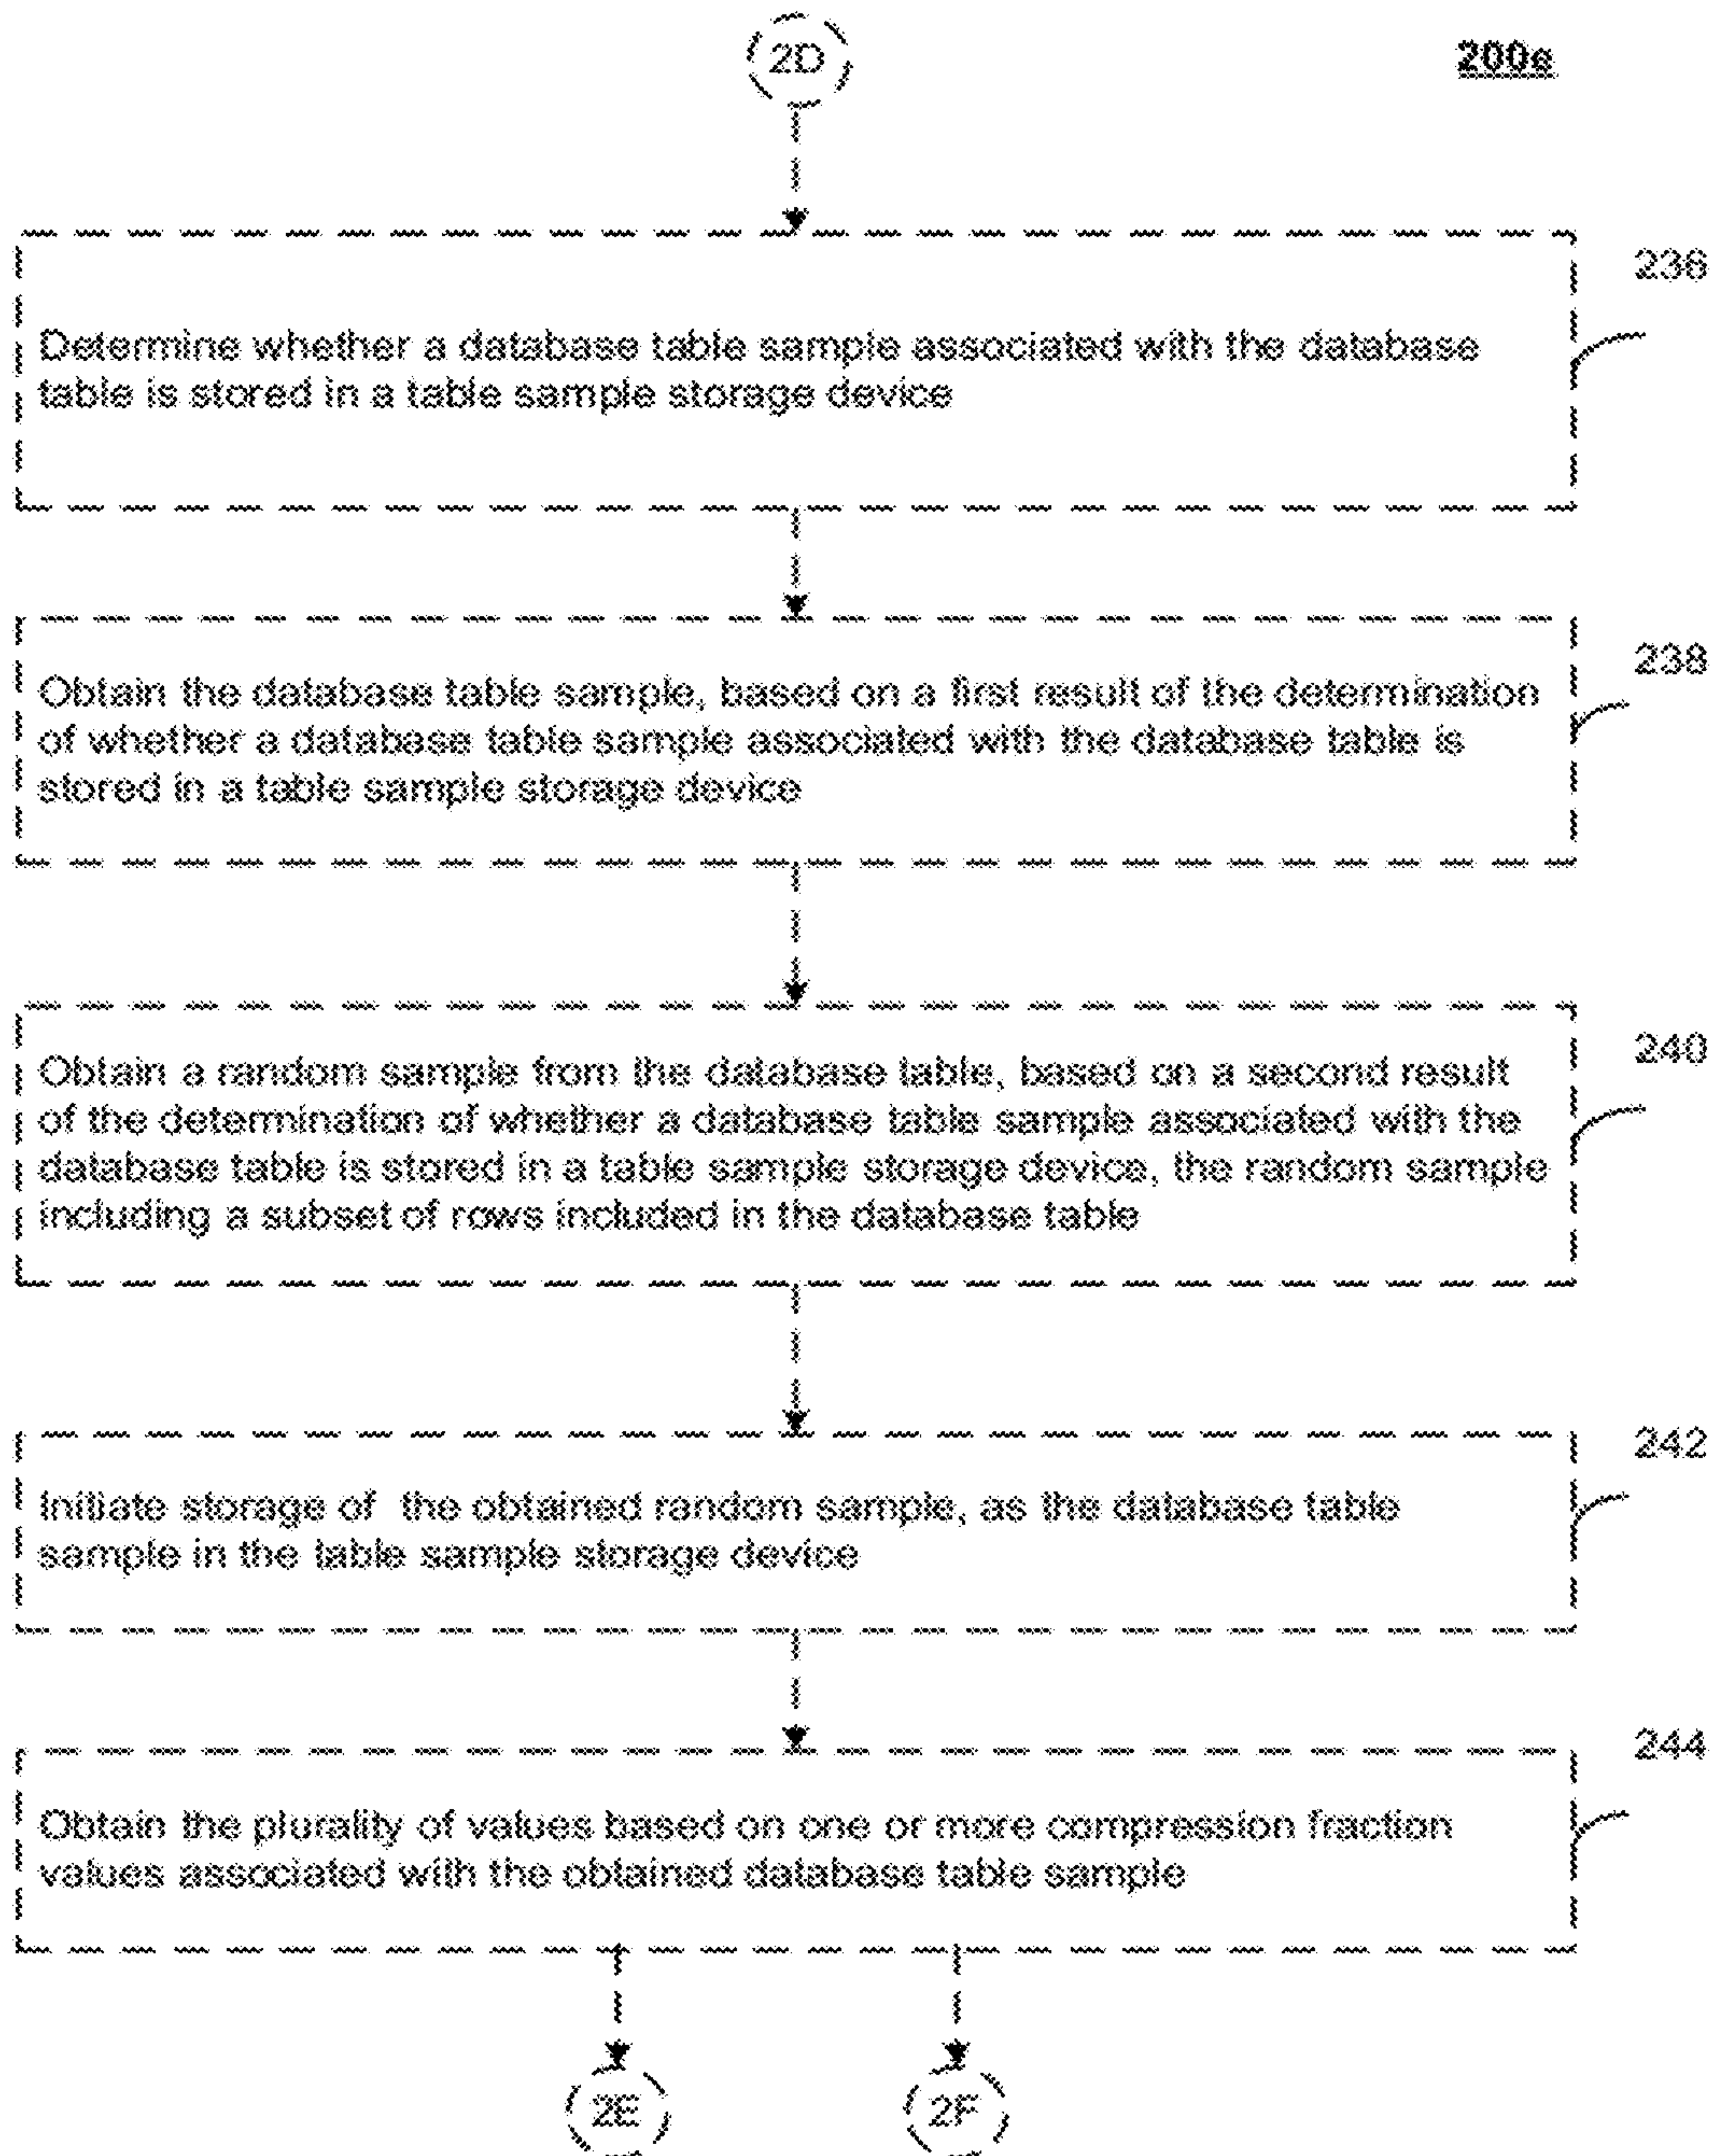 2D
200e
236
Determine whether a database table sample associated with the database
table is stored in a table sample storage device
238
Obtain the database table sample, based on a first result of the determination
of whether a database table sample associated with the database table is
stored in a table sample storage device
240
Obtain a random sample from the database table, based on a second result
of the determination of whether a database table sample associated with the
database table is stored in a table sample storage device, the random sample
including a subset of rows included in the database table
242
Initiate storage of the obtained random sample, as the database table
sample in the table sample storage device
244
Obtain the plurality of values based on one or more compression fraction
values associated with the obtained database table sample
2E
2F